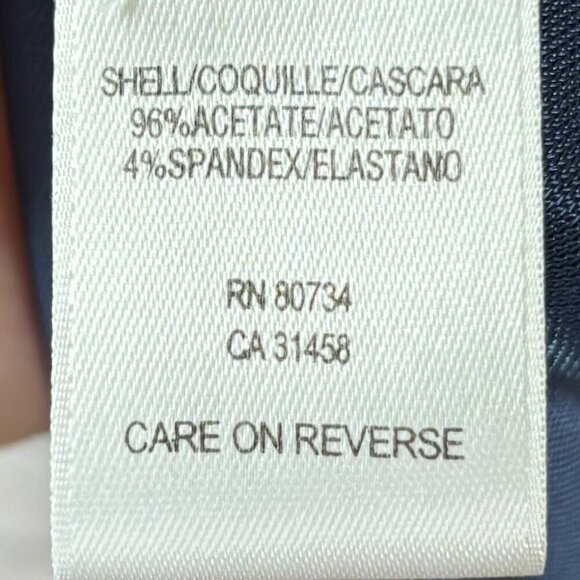 SHELL/COQUILLE/CASCARA
96%ACETATE/ACETATO
4%SPANDEX/ELASTANO
RN 80734
CA 31458
CARE ON REVERSE